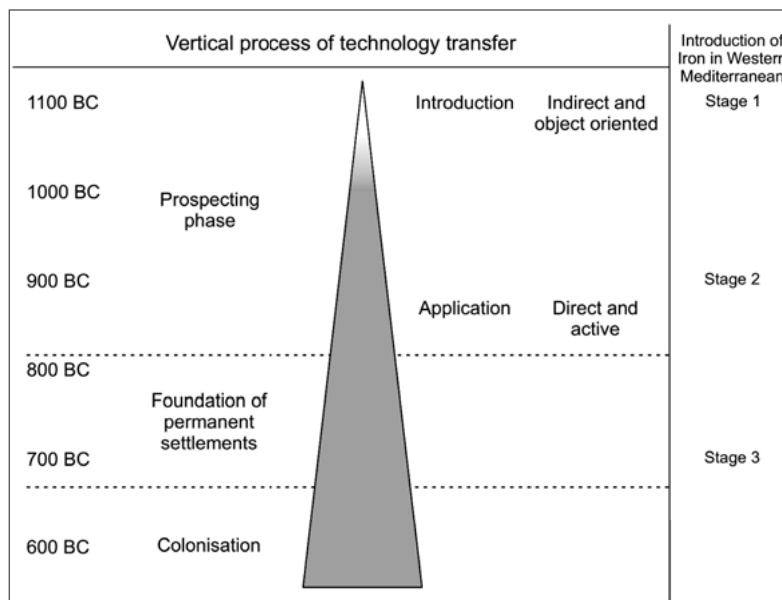 Vertical process of technology transfer
Introduction of
Iron in Western
Mediterranean
1100 BC
Introduction
Indirect and
object oriented
Stage 1
1000 BC
Prospecting
phase
900 BC
Stage 2
Application
Direct and
active
800 BC
Foundation of
permanent
settlements
700 BC
Stage 3
600 BC
Colonisation